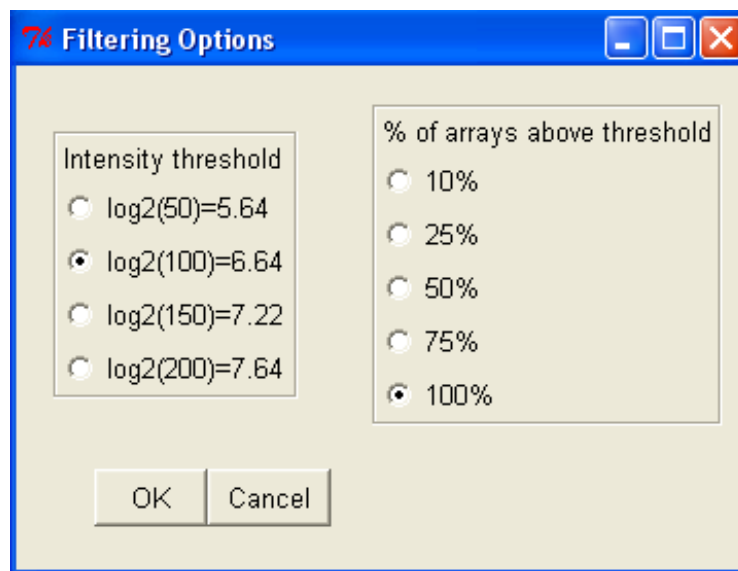 Filtering Options
Intensity threshold
log2(50)=5.64
log2(100)=6.64
log2(150)=7.22
log2(200)=7.64
% of arrays above threshold
10%
25%
50%
75%
100%
OK
Cancel